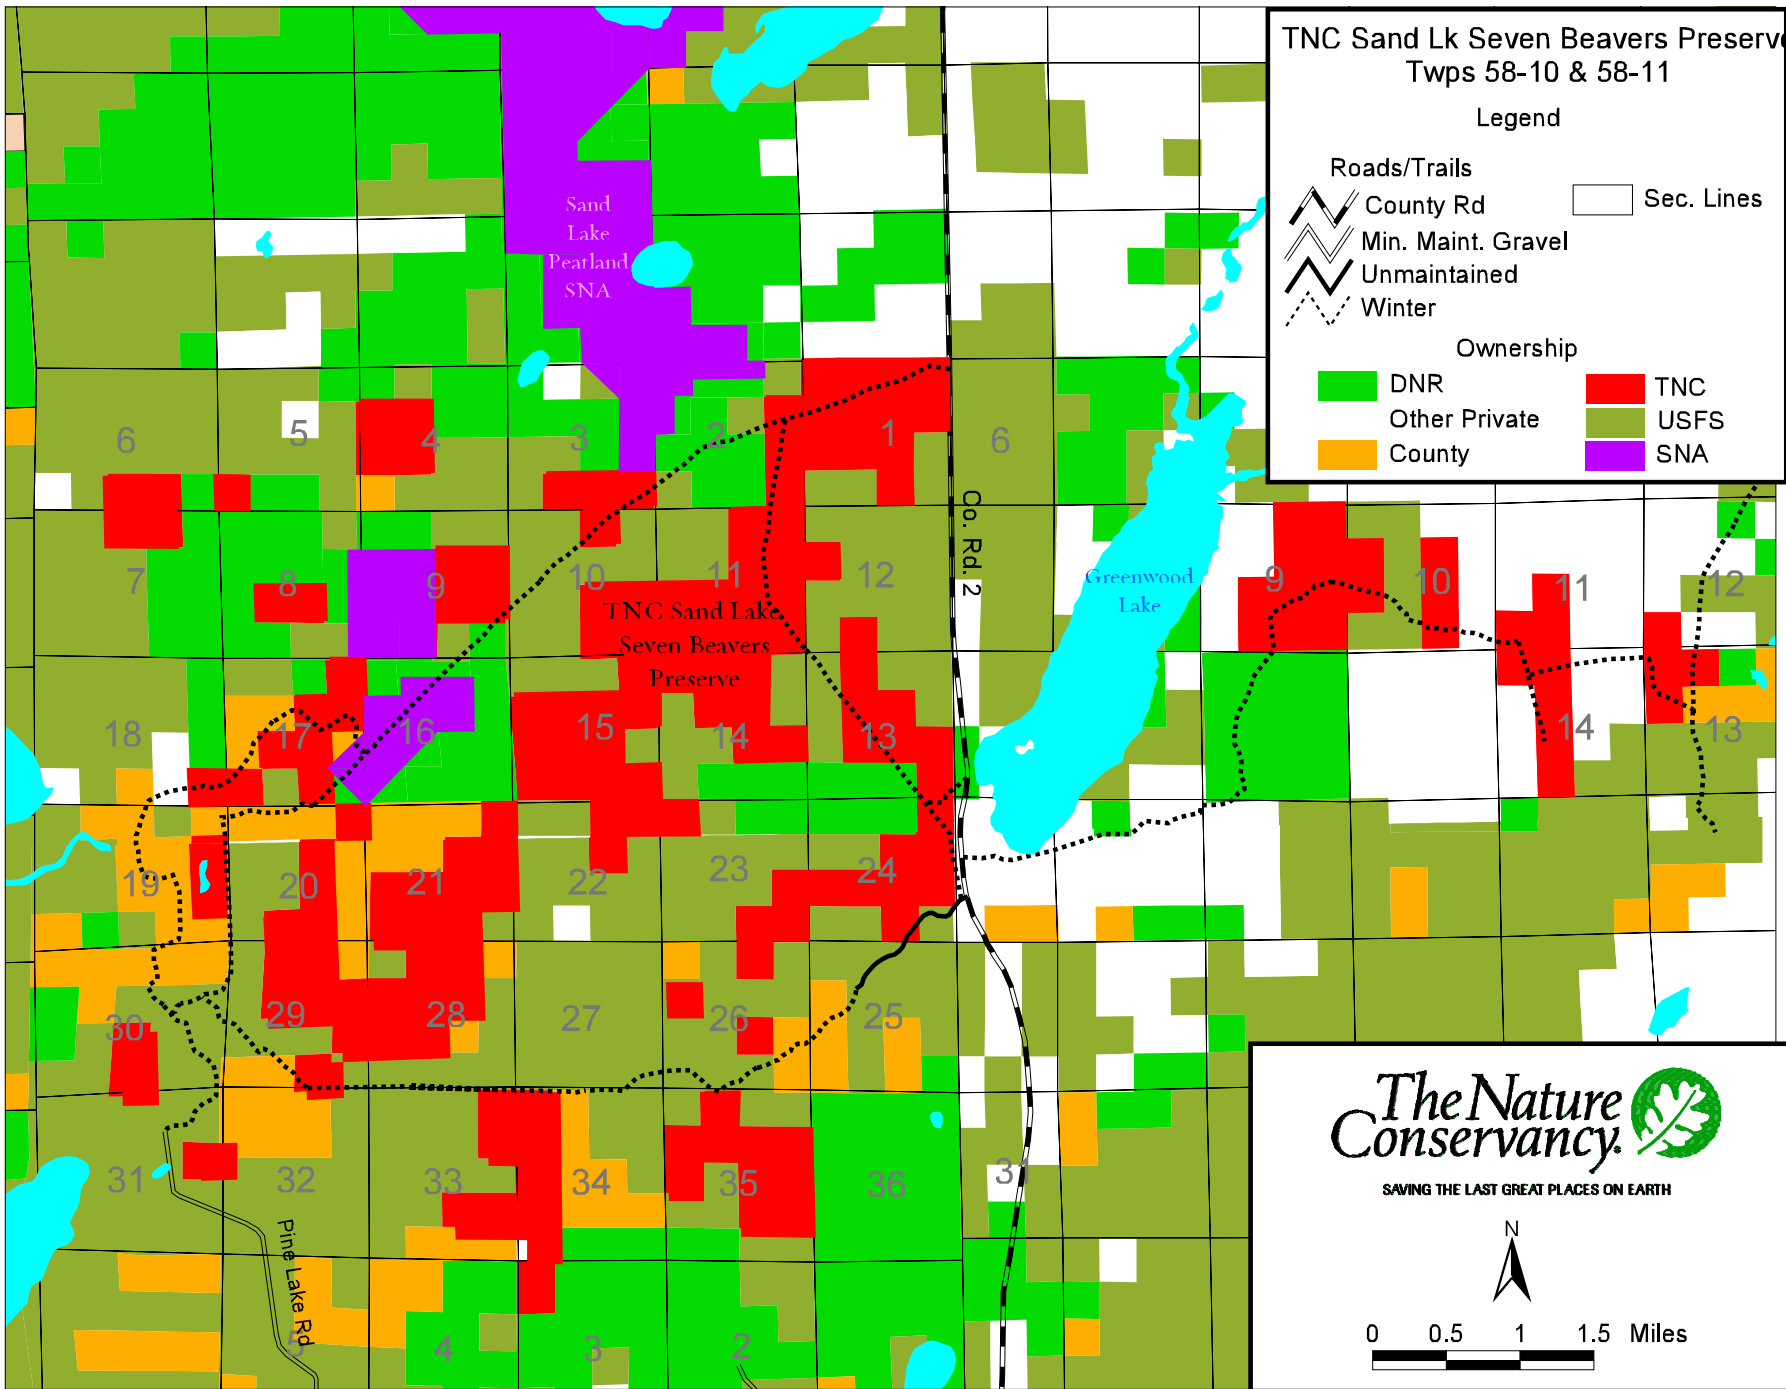 TNC Sand Lk Seven Beavers Preserve
Twps 58-10 & 58-11
Legend
Roads/Trails
County Rd
Sec. Lines
Min. Maint. Gravel
Unmaintained
Winter
Ownership
DNR
TNC
Other Private
USFS
County
SNA
Sand
Lake
Peatland
SNA
6
5
4
3
2
1
6
Co. Rd. 2
7
8
9
10
11
12
Greenwood
Lake
9
10
11
12
TNC Sand Lake
Seven Beavers
Preserve
18
17
16
15
14
13
14
13
19
20
21
22
23
24
30
29
28
27
26
25
31
32
33
34
35
36
31
Pine Lake Rd
5
4
3
2
The Nature
Conservancy.
SAVING THE LAST GREAT PLACES ON EARTH
N
0 0.5 1 1.5 Miles